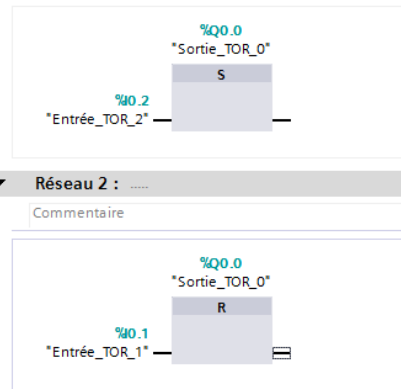 %Q0.0
"Sortie_TOR_0"
S
%I0.2
"Entrée_TOR_2"
Réseau 2 : .....
Commentaire
%Q0.0
"Sortie_TOR_0"
R
%I0.1
"Entrée_TOR_1"